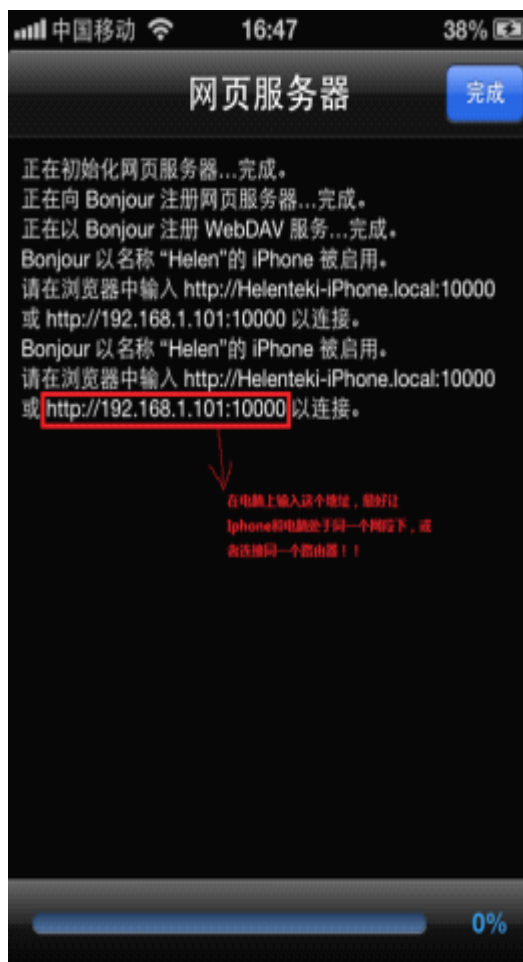 中国移动 16:47 38%
网页服务器 完成
正在初始化网页服务器...完成。
正在向 Bonjour 注册网页服务器...完成。
正在以 Bonjour 注册 WebDAV 服务...完成。
Bonjour 以名称 “Helen”的 iPhone 被启用。
请在浏览器中输入 http://Helenteki-iPhone.local:10000
或 http://192.168.1.101:10000 以连接。
Bonjour 以名称 “Helen”的 iPhone 被启用。
请在浏览器中输入 http://Helenteki-iPhone.local:10000
或 http://192.168.1.101:10000 以连接。
在电脑上输入这个地址，最好让
Iphone和电脑处于同一个网段下，或
者连接同一个路由器！！
0%